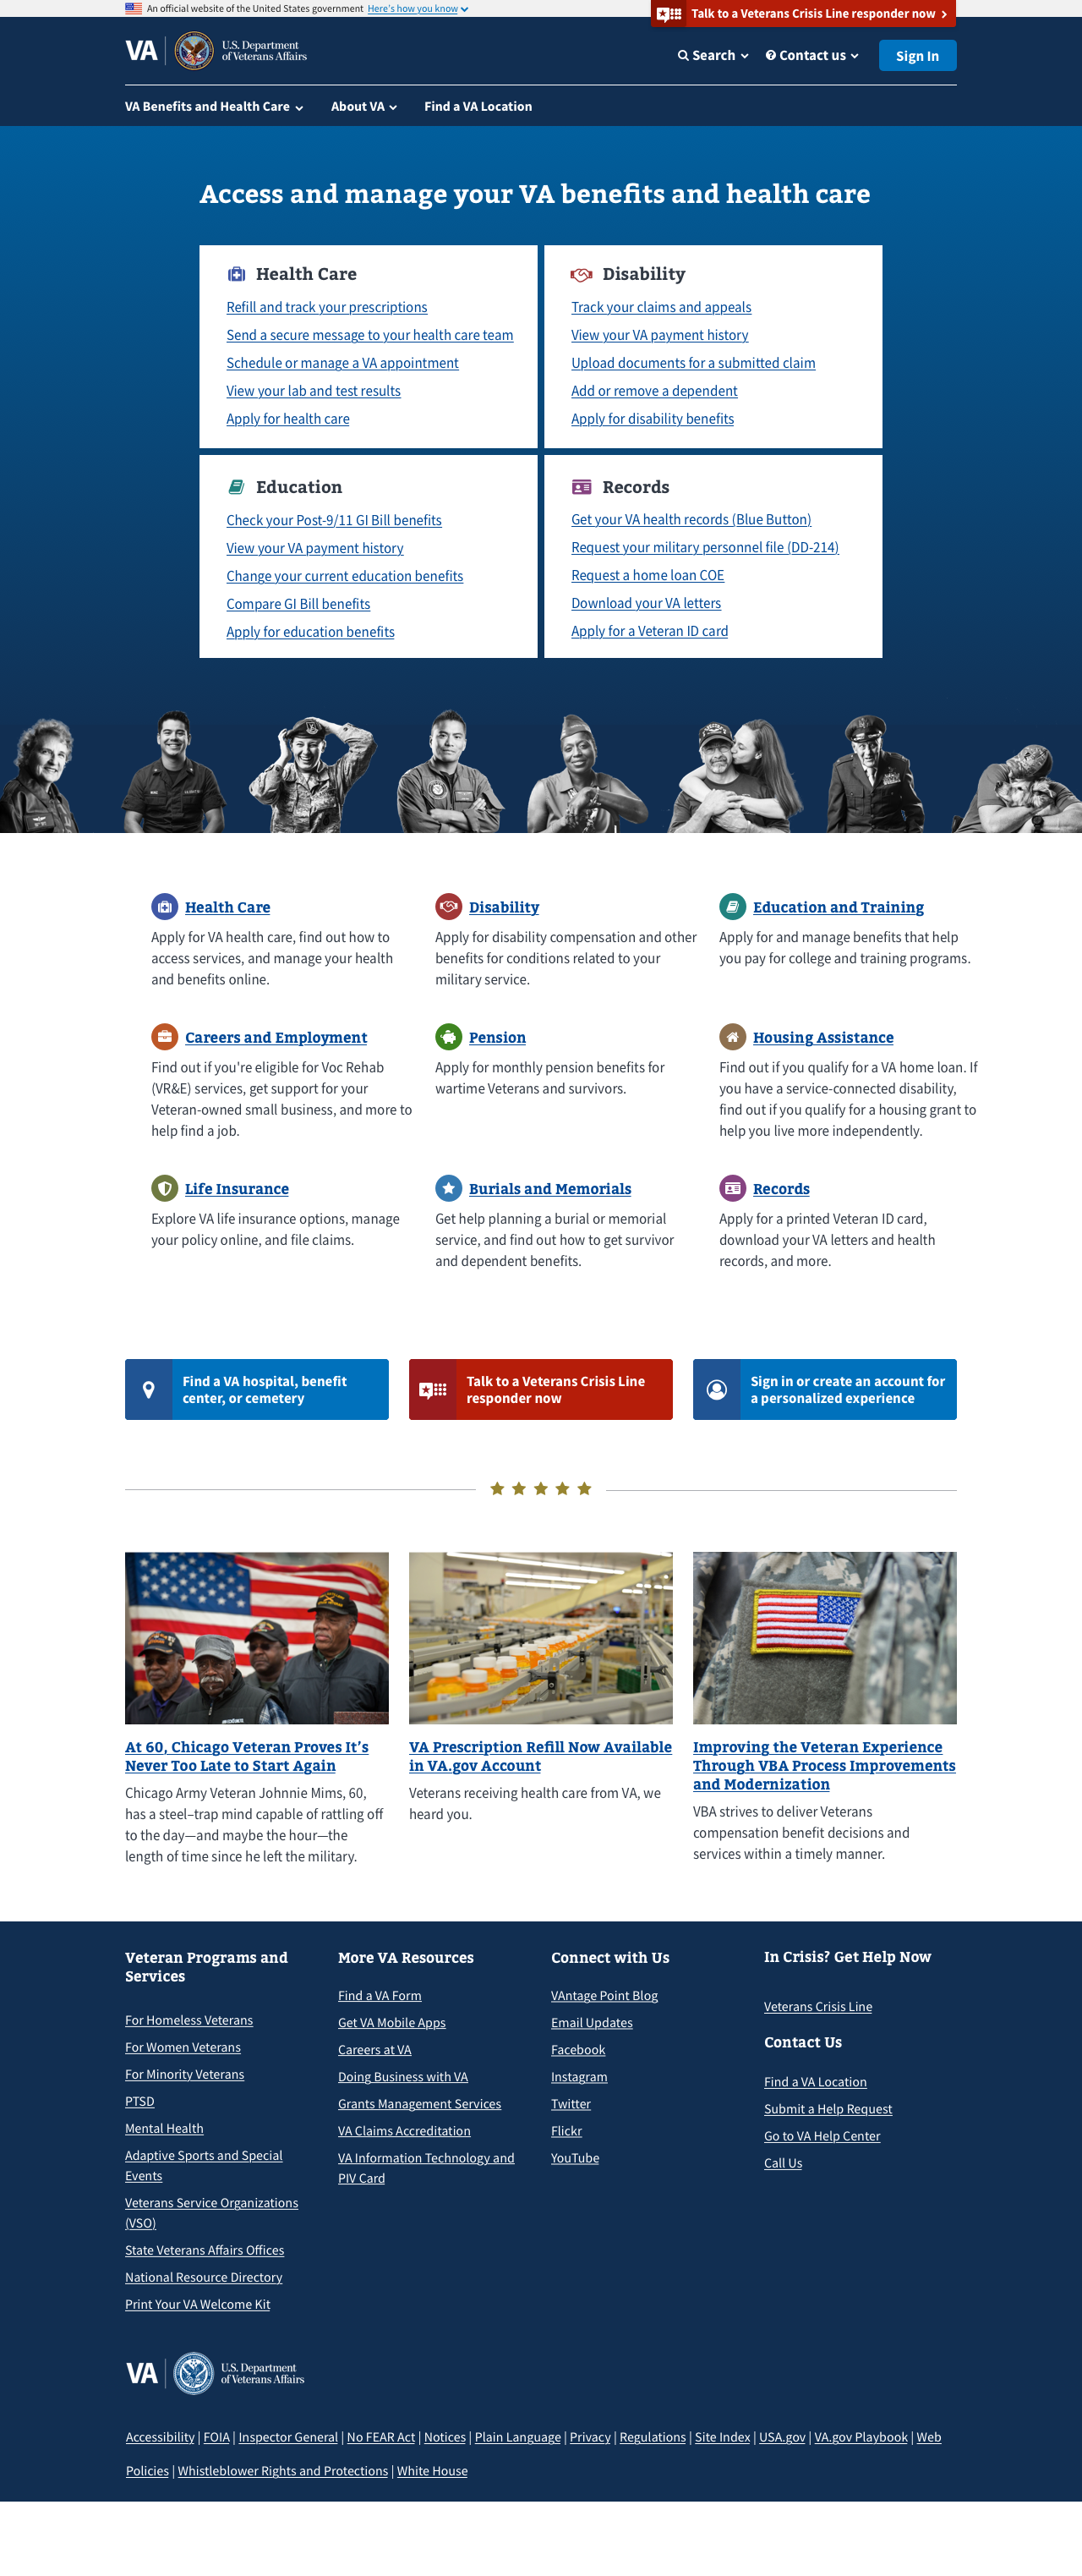 An official website of the United States government Here's how you know
Talk to a Veterans Crisis Line responder now
VA
U.S. Department
of Veterans Affairs
Search
Contact us
Sign In
VA Benefits and Health Care
About VA
Find a VA Location
Access and manage your VA benefits and health care
Health Care
Refill and track your prescriptions
Send a secure message to your health care team
Schedule or manage a VA appointment
View your lab and test results
Apply for health care
Disability
Track your claims and appeals
View your VA payment history
Upload documents for a submitted claim
Add or remove a dependent
Apply for disability benefits
Education
Check your Post-9/11 GI Bill benefits
View your VA payment history
Change your current education benefits
Compare GI Bill benefits
Apply for education benefits
Records
Get your VA health records (Blue Button)
Request your military personnel file (DD-214)
Request a home loan COE
Download your VA letters
Apply for a Veteran ID card
Health Care
Apply for VA health care, find out how to
access services, and manage your health
and benefits online.
Disability
Apply for disability compensation and other
benefits for conditions related to your
military service.
Education and Training
Apply for and manage benefits that help
you pay for college and training programs.
Careers and Employment
Find out if you're eligible for Voc Rehab
(VR&E) services, get support for your
Veteran-owned small business, and more to
help find a job.
Pension
Apply for monthly pension benefits for
wartime Veterans and survivors.
Housing Assistance
Find out if you qualify for a VA home loan. If
you have a service-connected disability,
find out if you qualify for a housing grant to
help you live more independently.
Life Insurance
Explore VA life insurance options, manage
your policy online, and file claims.
Burials and Memorials
Get help planning a burial or memorial
service, and find out how to get survivor
and dependent benefits.
Records
Apply for a printed Veteran ID card,
download your VA letters and health
records, and more.
Find a VA hospital, benefit
center, or cemetery
Talk to a Veterans Crisis Line
responder now
Sign in or create an account for
a personalized experience
At 60, Chicago Veteran Proves It's
Never Too Late to Start Again
Chicago Army Veteran Johnnie Mims, 60,
has a steel–trap mind capable of rattling off
to the day—and maybe the hour—the
length of time since he left the military.
VA Prescription Refill Now Available
in VA.gov Account
Veterans receiving health care from VA, we
heard you.
Improving the Veteran Experience
Through VBA Process Improvements
and Modernization
VBA strives to deliver Veterans
compensation benefit decisions and
services within a timely manner.
Veteran Programs and
Services
For Homeless Veterans
For Women Veterans
For Minority Veterans
PTSD
Mental Health
Adaptive Sports and Special
Events
Veterans Service Organizations
(VSO)
State Veterans Affairs Offices
National Resource Directory
Print Your VA Welcome Kit
More VA Resources
Find a VA Form
Get VA Mobile Apps
Careers at VA
Doing Business with VA
Grants Management Services
VA Claims Accreditation
VA Information Technology and
PIV Card
Connect with Us
VAntage Point Blog
Email Updates
Facebook
Instagram
Twitter
Flickr
YouTube
In Crisis? Get Help Now
Veterans Crisis Line
Contact Us
Find a VA Location
Submit a Help Request
Go to VA Help Center
Call Us
VA
U.S. Department
of Veterans Affairs
Accessibility | FOIA | Inspector General | No FEAR Act | Notices | Plain Language | Privacy | Regulations | Site Index | USA.gov | VA.gov Playbook | Web
Policies | Whistleblower Rights and Protections | White House